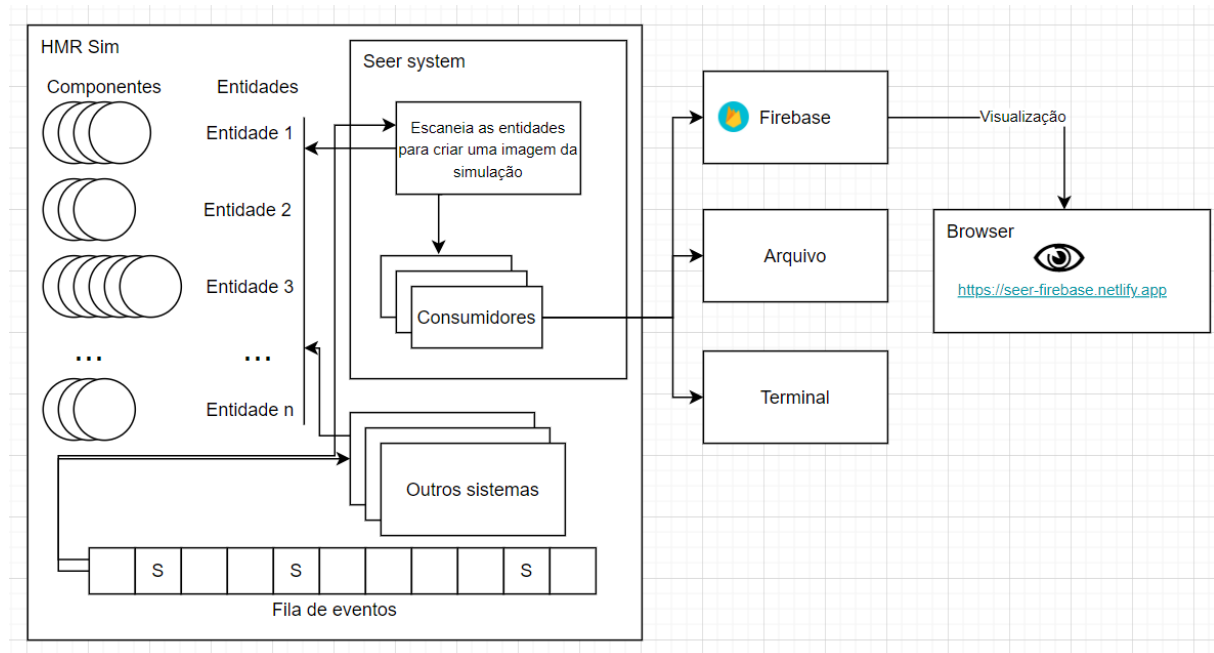 HMR Sim
Seer system
Componentes
Entidades
Entidade 1
Entidade 2
Entidade 3
...
...
Entidade n
Escaneia as entidades
para criar uma imagem da
simulação
Consumidores
Outros sistemas
S
S
S
Fila de eventos
Firebase
Visualização
Arquivo
Terminal
Browser
https://seer-firebase.netlify.app